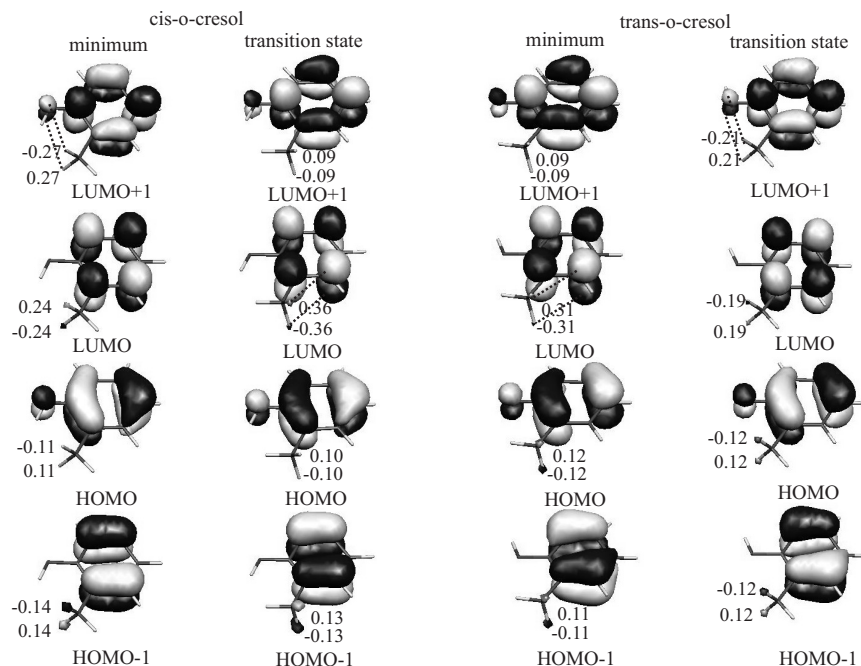 cis-o-cresol
trans-o-cresol
minimum
transition state
minimum
transition state
-0.27
0.27
0.09
-0.09
0.09
-0.09
-0.21
0.21
LUMO+1
LUMO+1
LUMO+1
LUMO+1
0.24
-0.24
0.36
-0.36
0.31
-0.31
-0.19
0.19
LUMO
LUMO
LUMO
LUMO
-0.11
0.11
0.10
-0.10
0.12
-0.12
-0.12
0.12
HOMO
HOMO
HOMO
HOMO
-0.14
0.14
0.13
-0.13
0.11
-0.11
-0.12
0.12
HOMO-1
HOMO-1
HOMO-1
HOMO-1